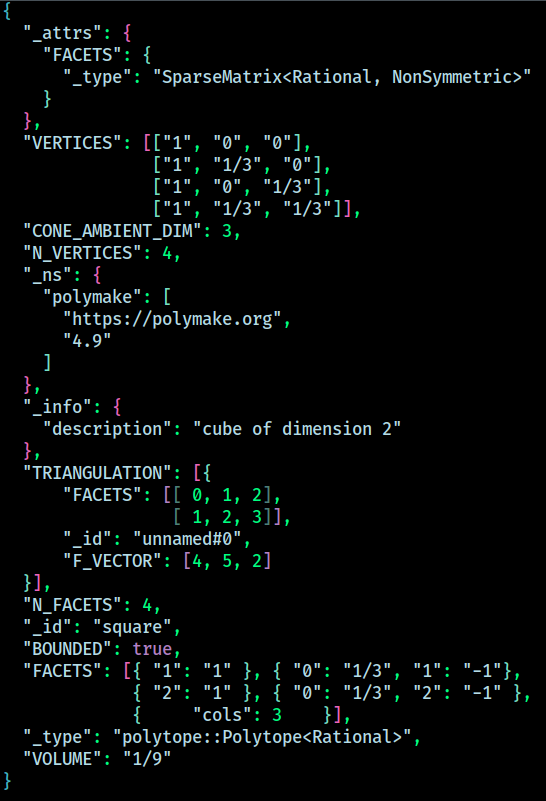 {
  "_attrs": {
    "FACETS": {
      "_type": "SparseMatrix<Rational, NonSymmetric>"
    }
  },
  "VERTICES": [["1", "0", "0"],
               ["1", "1/3", "0"],
               ["1", "0", "1/3"],
               ["1", "1/3", "1/3"]],
  "CONE_AMBIENT_DIM": 3,
  "N_VERTICES": 4,
  "_ns": {
    "polymake": [
      "https://polymake.org",
      "4.9"
    ]
  },
  "_info": {
    "description": "cube of dimension 2"
  },
  "TRIANGULATION": [{
      "FACETS": [[ 0, 1, 2],
                 [ 1, 2, 3]],
      "_id": "unnamed#0",
      "F_VECTOR": [4, 5, 2]
  }],
  "N_FACETS": 4,
  "_id": "square",
  "BOUNDED": true,
  "FACETS": [{ "1": "1" }, { "0": "1/3", "1": "-1"},
             { "2": "1" }, { "0": "1/3", "2": "-1" },
             {     "cols": 3    }],
  "_type": "polytope::Polytope<Rational>",
  "VOLUME": "1/9"
}